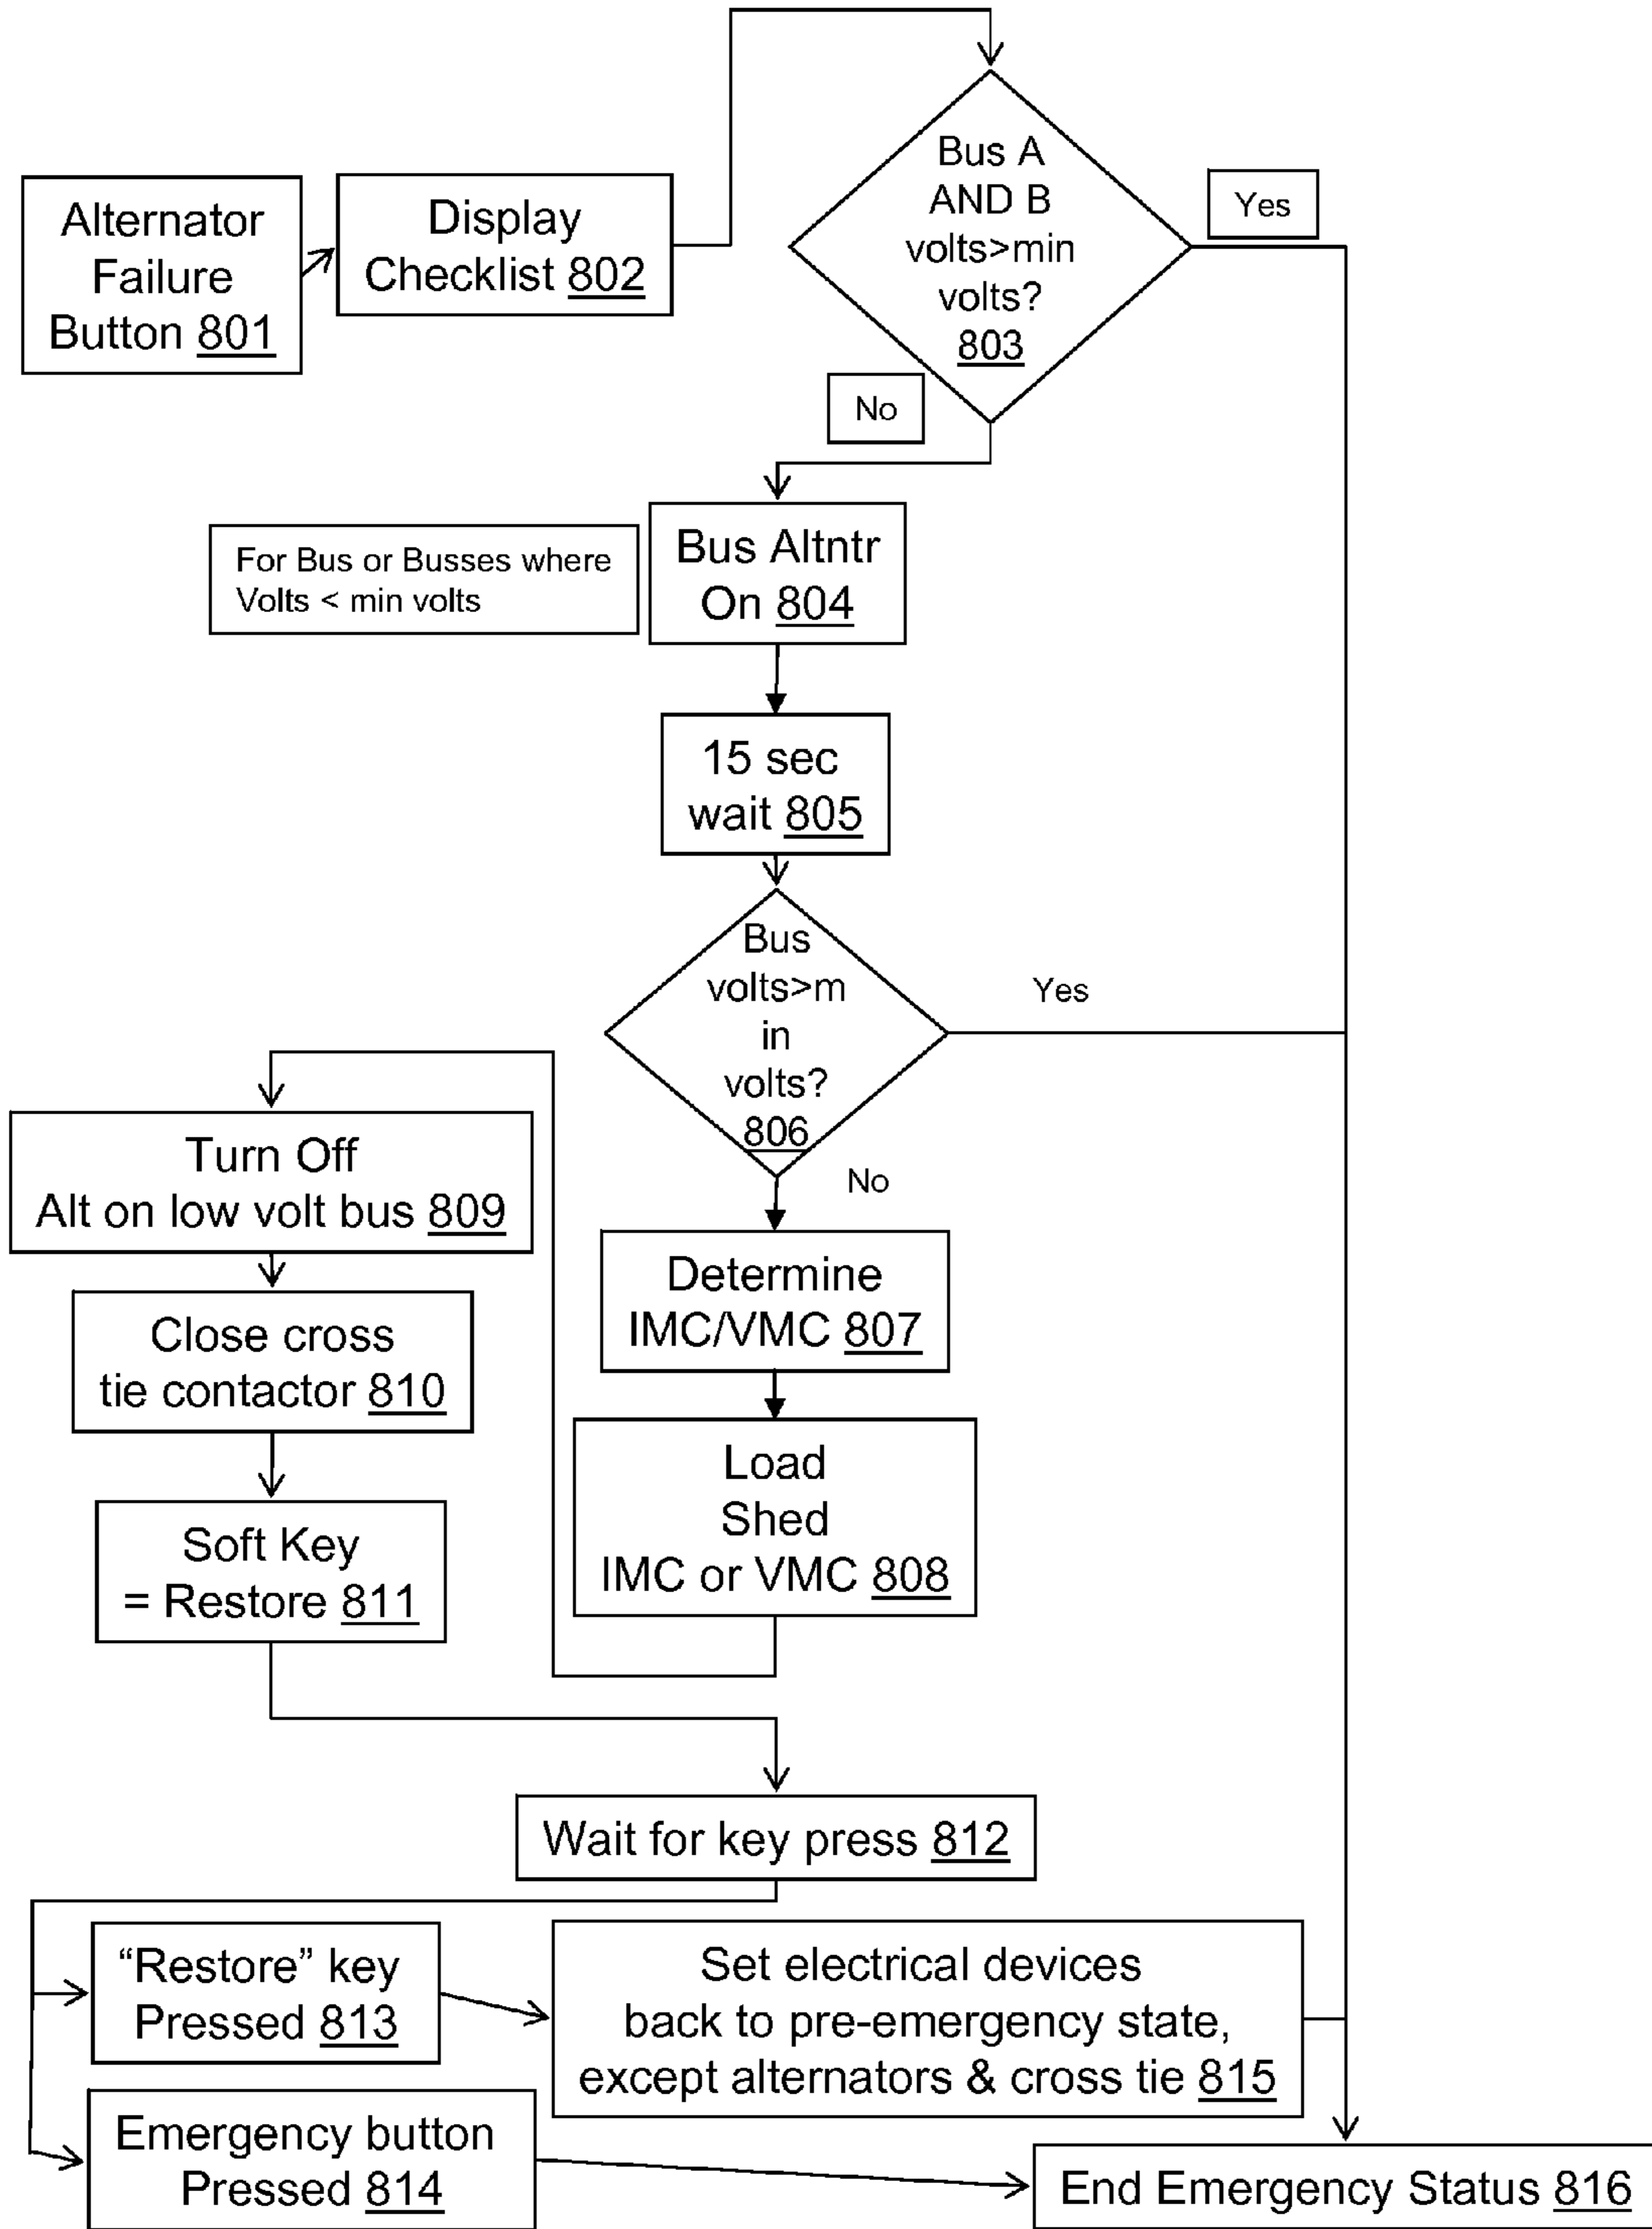 Alternator
Failure
Button 801
Display
Checklist 802
Bus A
AND B
volts>min
volts?
803
Yes
No
For Bus or Busses where
Volts < min volts
Bus Altntr
On 804
15 sec
wait 805
Bus
volts>m
in
volts?
806
Yes
No
Determine
IMC/VMC 807
Load
Shed
IMC or VMC 808
Turn Off
Alt on low volt bus 809
Close cross
tie contactor 810
Soft Key
= Restore 811
Wait for key press 812
“Restore” key
Pressed 813
Emergency button
Pressed 814
Set electrical devices
back to pre-emergency state,
except alternators & cross tie 815
End Emergency Status 816